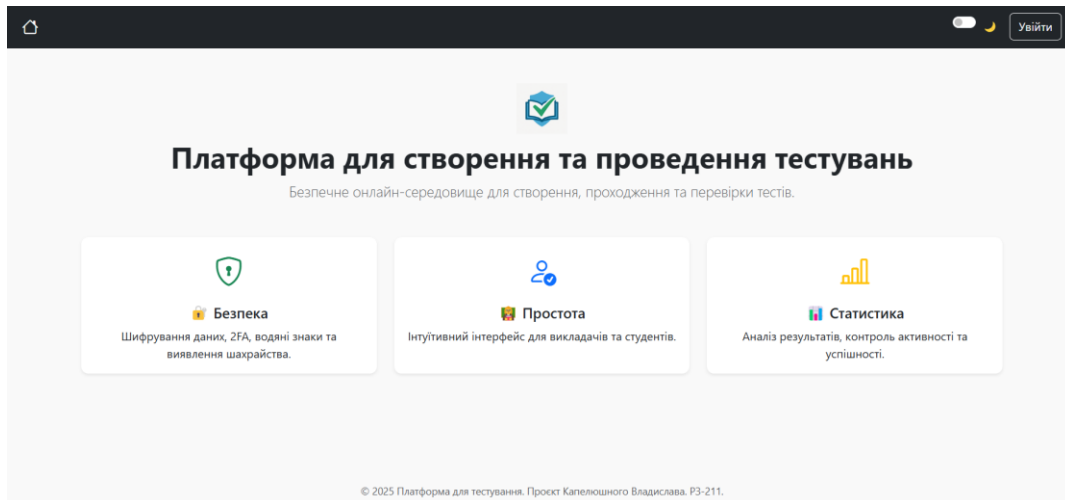 Увійти
Платформа для створення та проведення тестувань
Безпечне онлайн-середовище для створення, проходження та перевірки тестів.
Безпека
Шифрування даних, 2FA, водяні знаки та
виявлення шахрайства.
Простота
Інтуїтивний інтерфейс для викладачів та студентів.
Статистика
Аналіз результатів, контроль активності та
успішності.
© 2025 Платформа для тестування. Проєкт Капелюшного Владислава. РЗ-211.